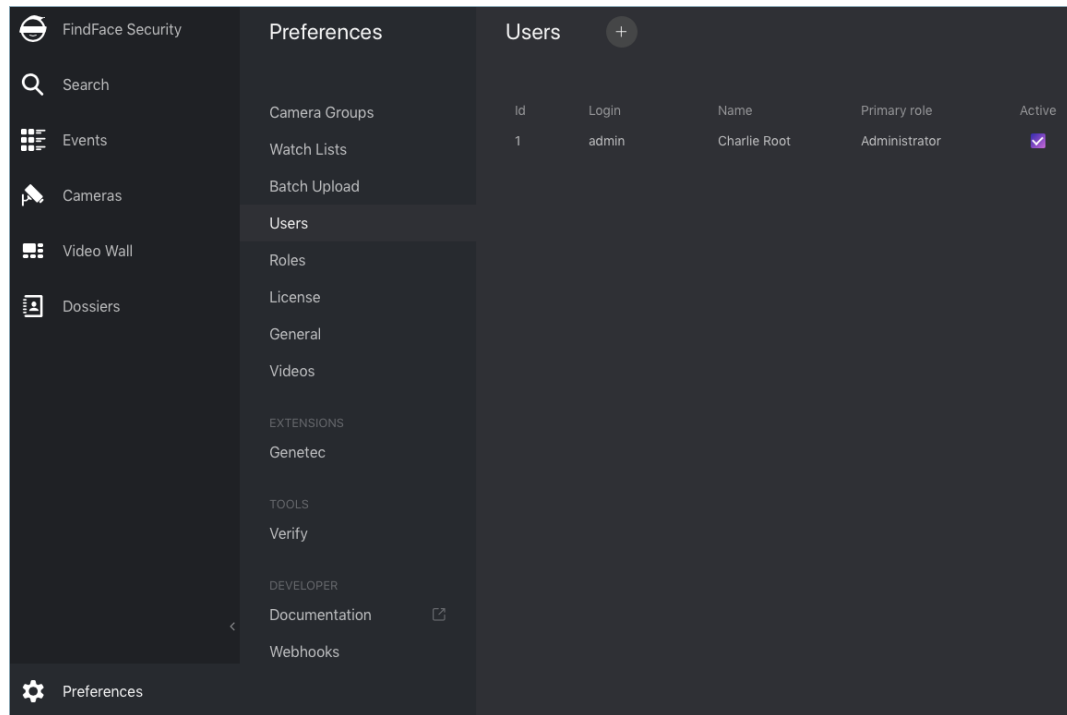 FindFace Security
Search
Events
Cameras
Video Wall
Dossiers
Preferences
Preferences
Camera Groups
Watch Lists
Batch Upload
Users
Roles
License
General
Videos
EXTENSIONS
Genetec
TOOLS
Verify
DEVELOPER
Documentation
Webhooks
Users +
Id Login Name Primary role Active
1 admin Charlie Root Administrator